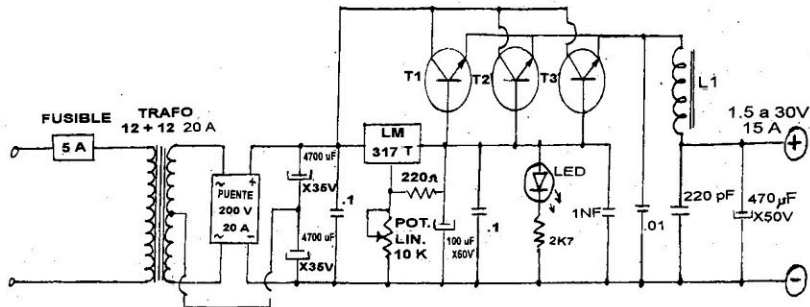 FUSIBLE
5 A
TRAFO
12 + 12 20 A
~ +
PUENTE
200 V
20 A
~ −
4700 uF
X35V
4700 uF
X35V
.1
LM
317 T
220Ω
POT.
LIN.
10 K
100 uF
X60V
.1
T1
T2
T3
LED
2K7
1NF
.01
L1
220 pF
1.5 a 30V
15 A
+
470µF
X50V
−